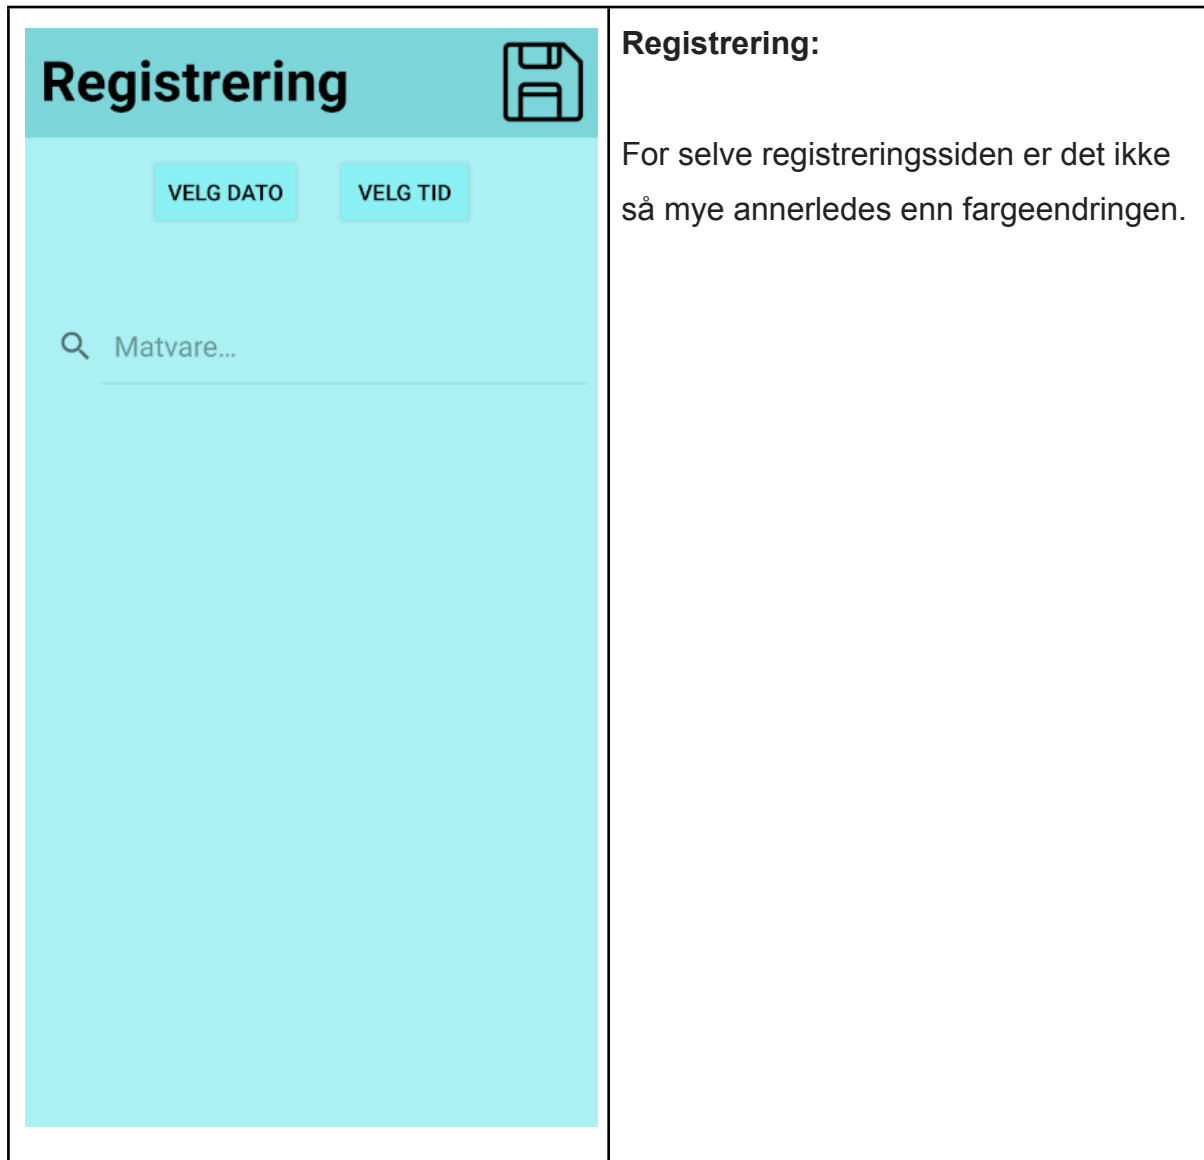 Registrering
VELG DATO
VELG TID
Matvare...
Registrering:
For selve registreringssiden er det ikke
så mye annerledes enn fargeendringen.